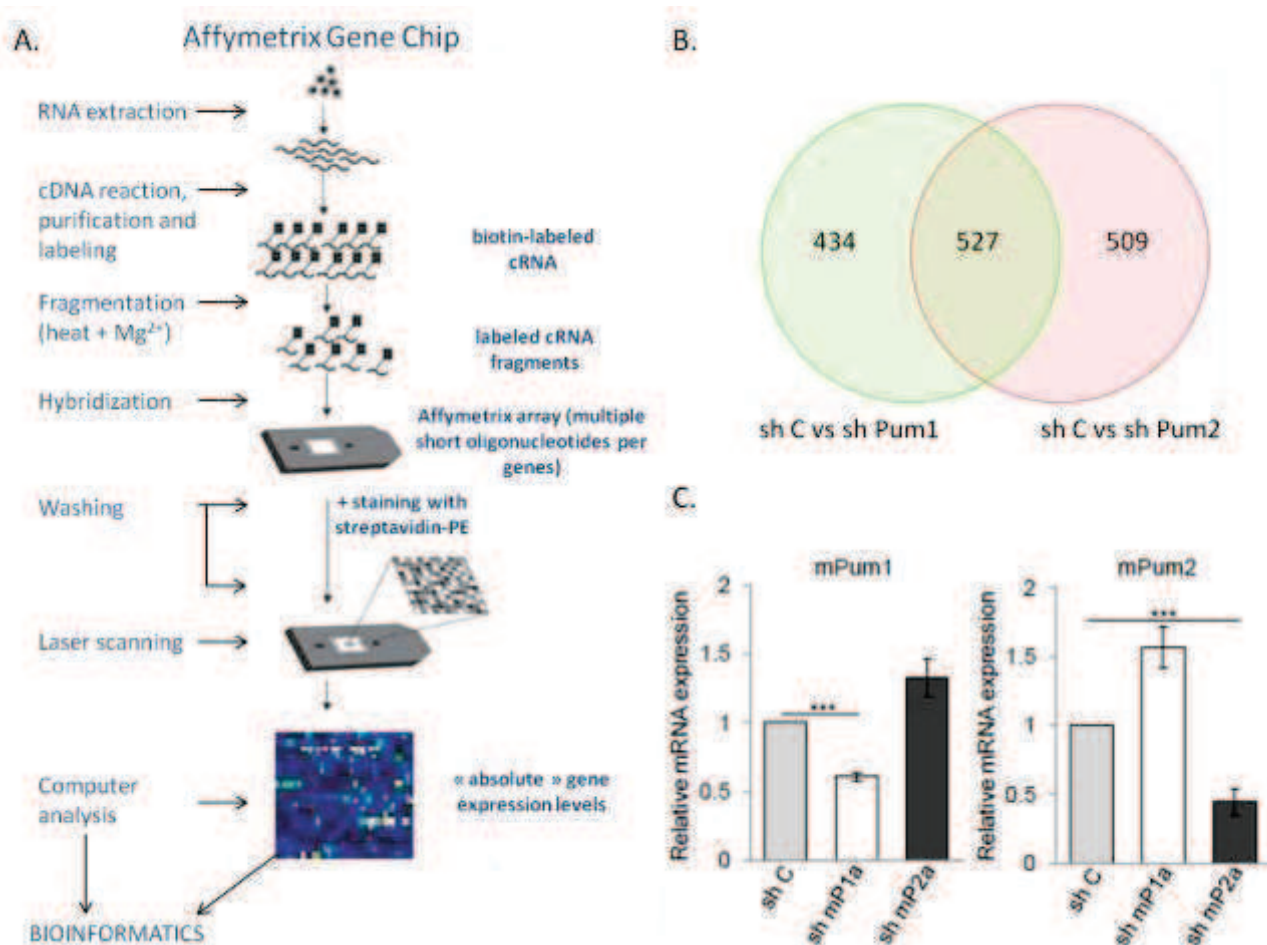 A.
Affymetrix Gene Chip
RNA extraction
cDNA reaction,
purification and
labeling
biotin-labeled
cRNA
Fragmentation
(heat + Mg²⁺)
labeled cRNA
fragments
Hybridization
Affymetrix array (multiple
short oligonucleotides per
genes)
Washing
+ staining with
streptavidin-PE
Laser scanning
Computer
analysis
« absolute » gene
expression levels
BIOINFORMATICS
B.
434
527
509
sh C vs sh Pum1
sh C vs sh Pum2
C.
mPum1
Relative mRNA expression
2
1.5
1
0.5
0
***
sh C
sh mP1a
sh mP2a
mPum2
Relative mRNA expression
2
1.5
1
0.5
0
***
sh C
sh mP1a
sh mP2a